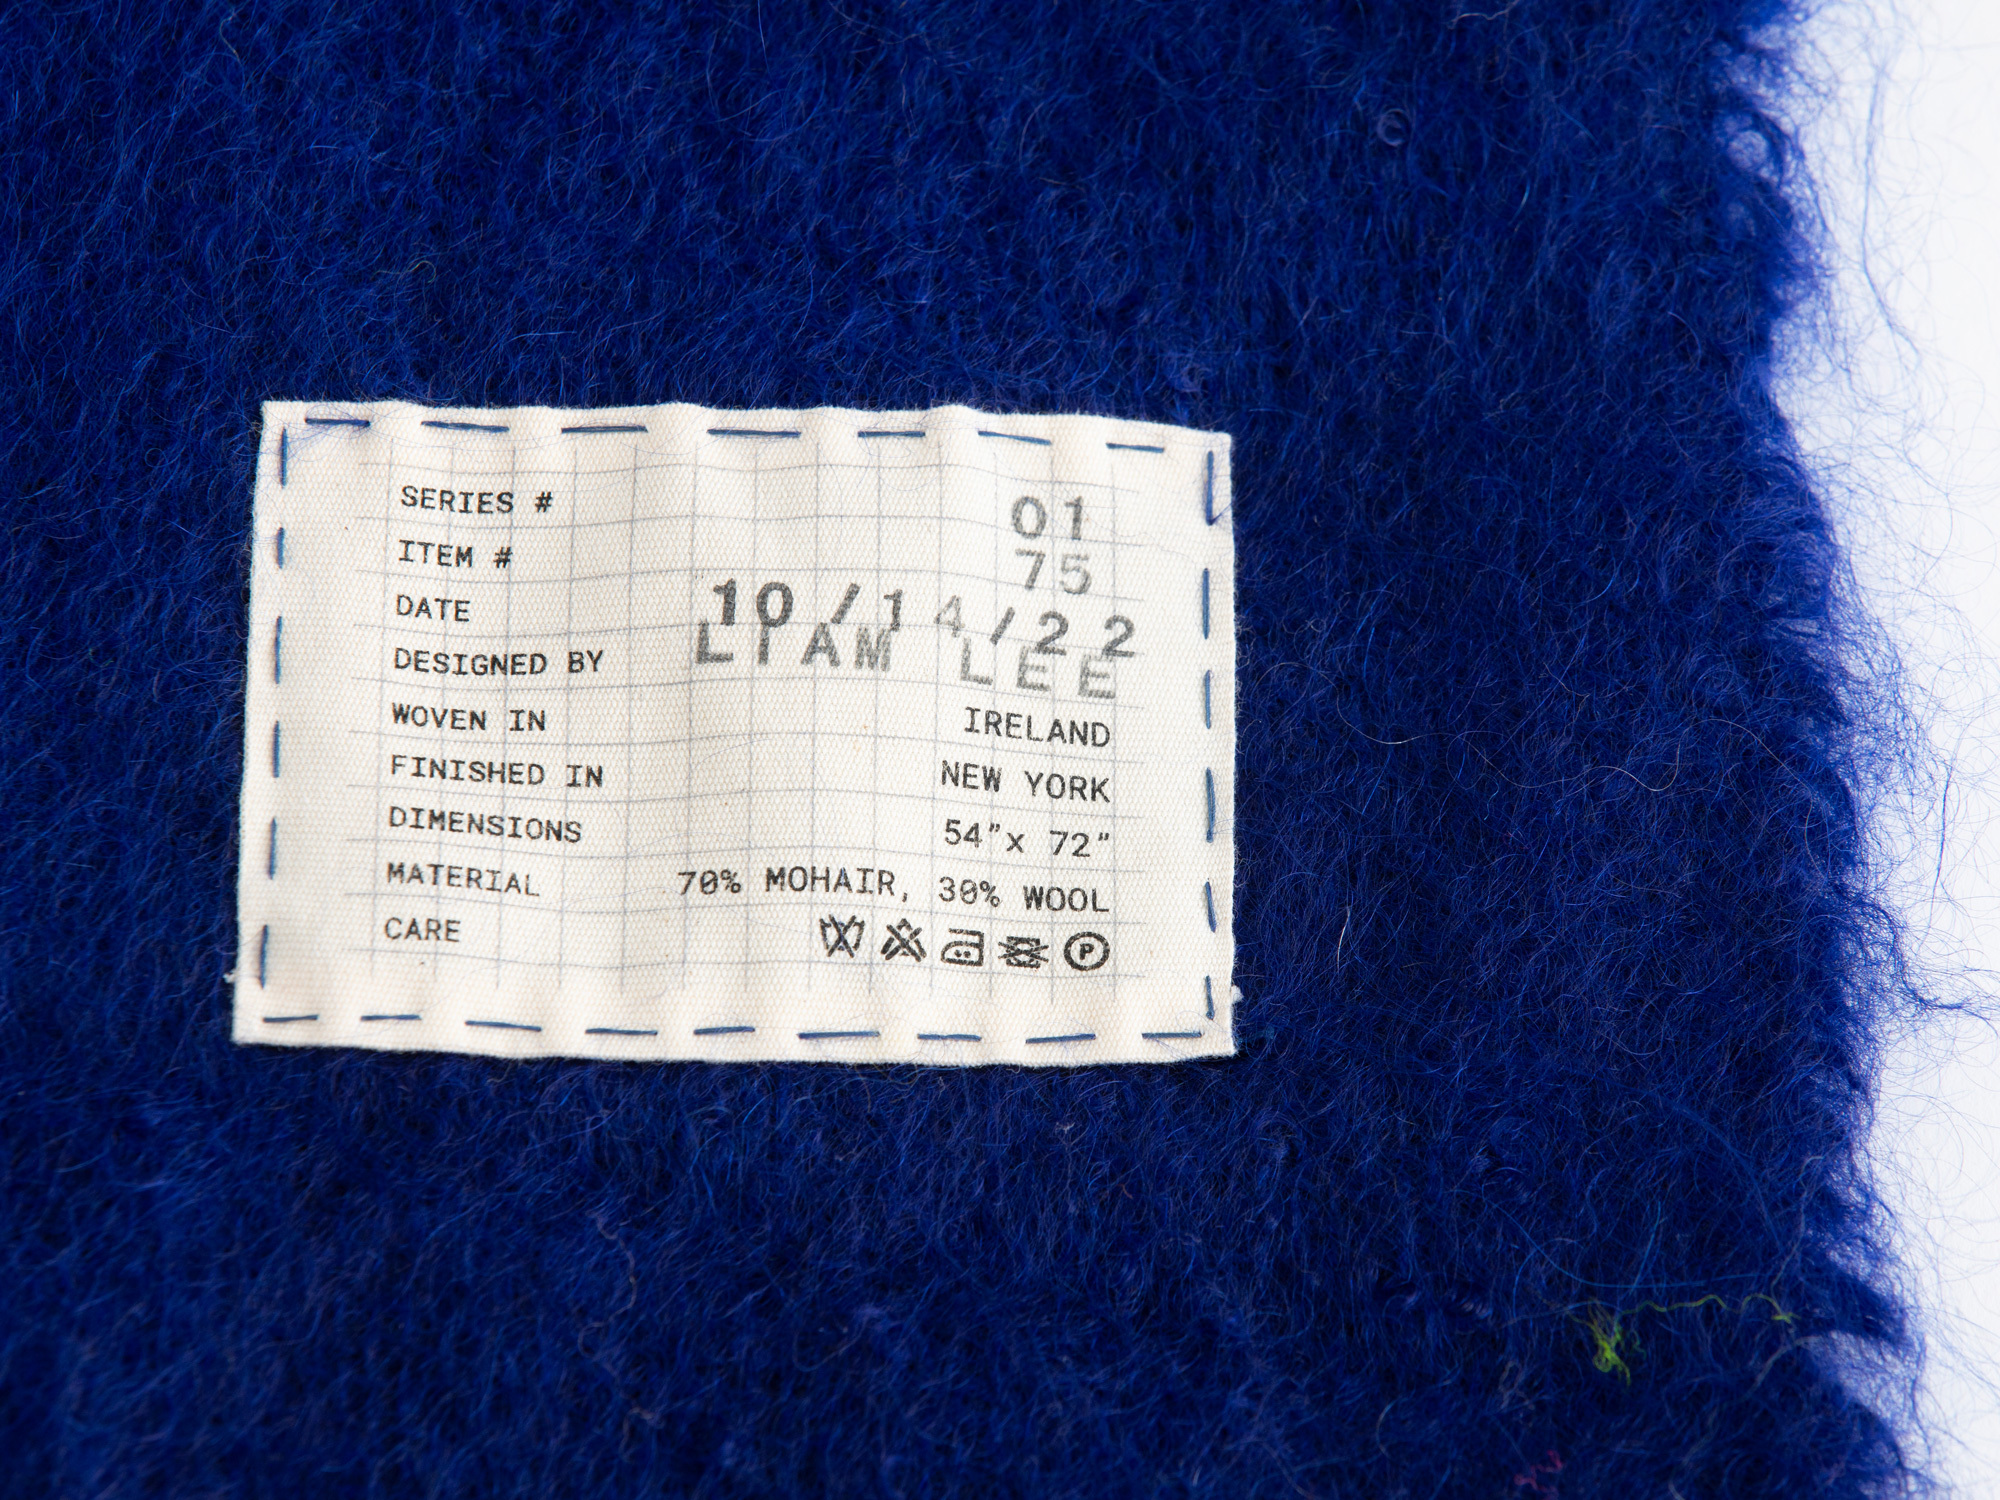 SERIES # 01
ITEM # 75
DATE 10/14/22
DESIGNED BY LIAM LEE
WOVEN IN IRELAND
FINISHED IN NEW YORK
DIMENSIONS 54"x 72"
MATERIAL 70% MOHAIR, 30% WOOL
CARE P